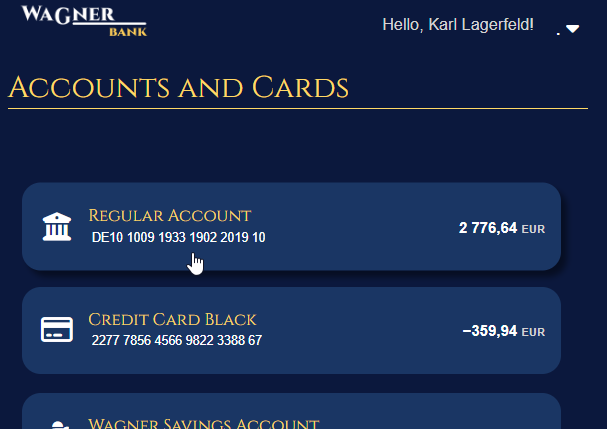 WAGNER
BANK
Hello, Karl Lagerfeld!
ACCOUNTS AND CARDS
REGULAR ACCOUNT
DE10 1009 1933 1902 2019 10
2 776,64 EUR
CREDIT CARD BLACK
2277 7856 4566 9822 3388 67
−359,94 EUR
WAGNER SAVINGS ACCOUNT